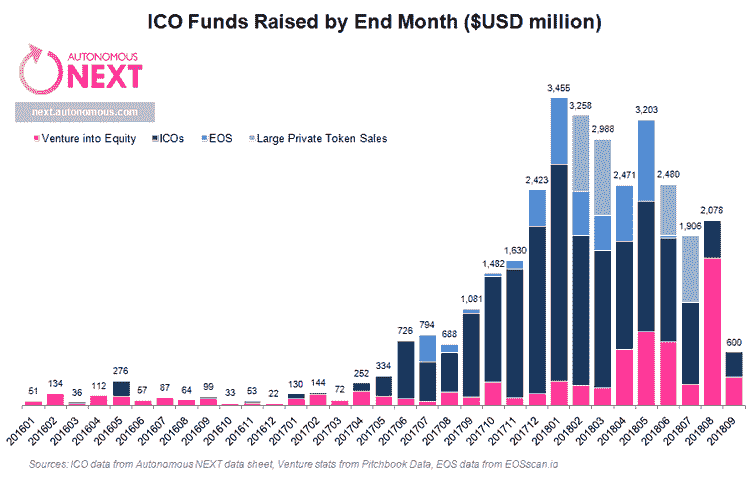 ICO Funds Raised by End Month ($USD million)
AUTONOMOUS
NEXT
next.autonomous.com
Venture into Equity ICOs EOS Large Private Token Sales
51 134 36 112 276 57 87 64 99 33 53 22 130 144 72 252 334 726 794 688 1,081 1,482 1,630 2,423 3,455 3,258 2,988 2,471 3,203 2,480 1,906 2,076 600
201601 201602 201603 201604 201605 201606 201607 201608 201609 201610 201611 201612 201701 201702 201703 201704 201705 201706 201707 201708 201709 201710 201711 201712 201801 201802 201803 201804 201805 201806 201807 201808 201809
Sources: ICO data from Autonomous NEXT data sheet, Venture stats from Pitchbook Data, EOS data from EOSscan.io